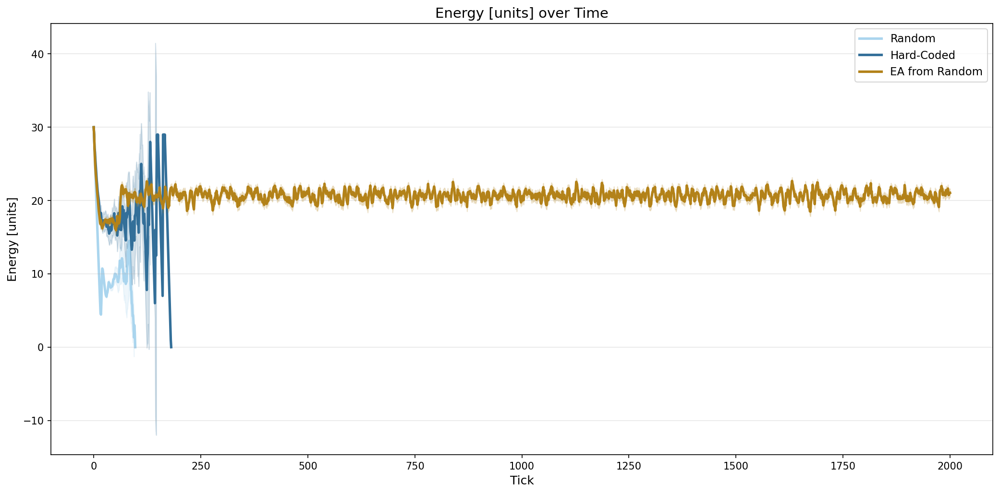 Energy [units] over Time
Random
Hard-Coded
EA from Random
Energy [units]
40
30
20
10
0
−10
0 250 500 750 1000 1250 1500 1750 2000
Tick